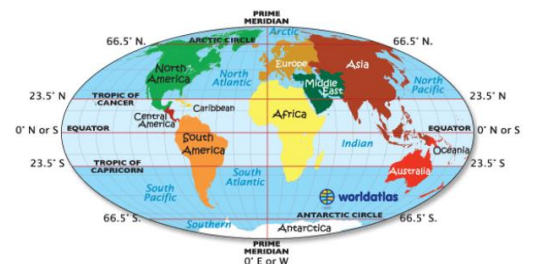 PRIME
MERIDIAN
Arctic
66.5° N.
ARCTIC CIRCLE
66.5° N.
Europe
Asia
North
America
North
Atlantic
Middle
East
North
Pacific
23.5° N
TROPIC OF
CANCER
23.5° N
Caribbean
Central
America
Africa
0° N or S
EQUATOR
EQUATOR
0° N or S
South
America
Indian
Oceania
23.5° S
TROPIC OF
CAPRICORN
23.5° S
South
Atlantic
Australia
South
Pacific
worldatlas
66.5° S.
Southern
ANTARCTIC CIRCLE
66.5° S.
Antarctica
PRIME
MERIDIAN
0° E or W